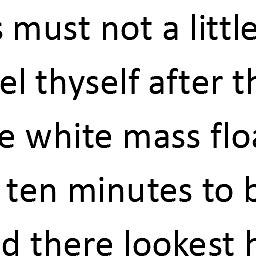 s must not a little
el thyself after th
e white mass floa
ten minutes to b
d there lookest h